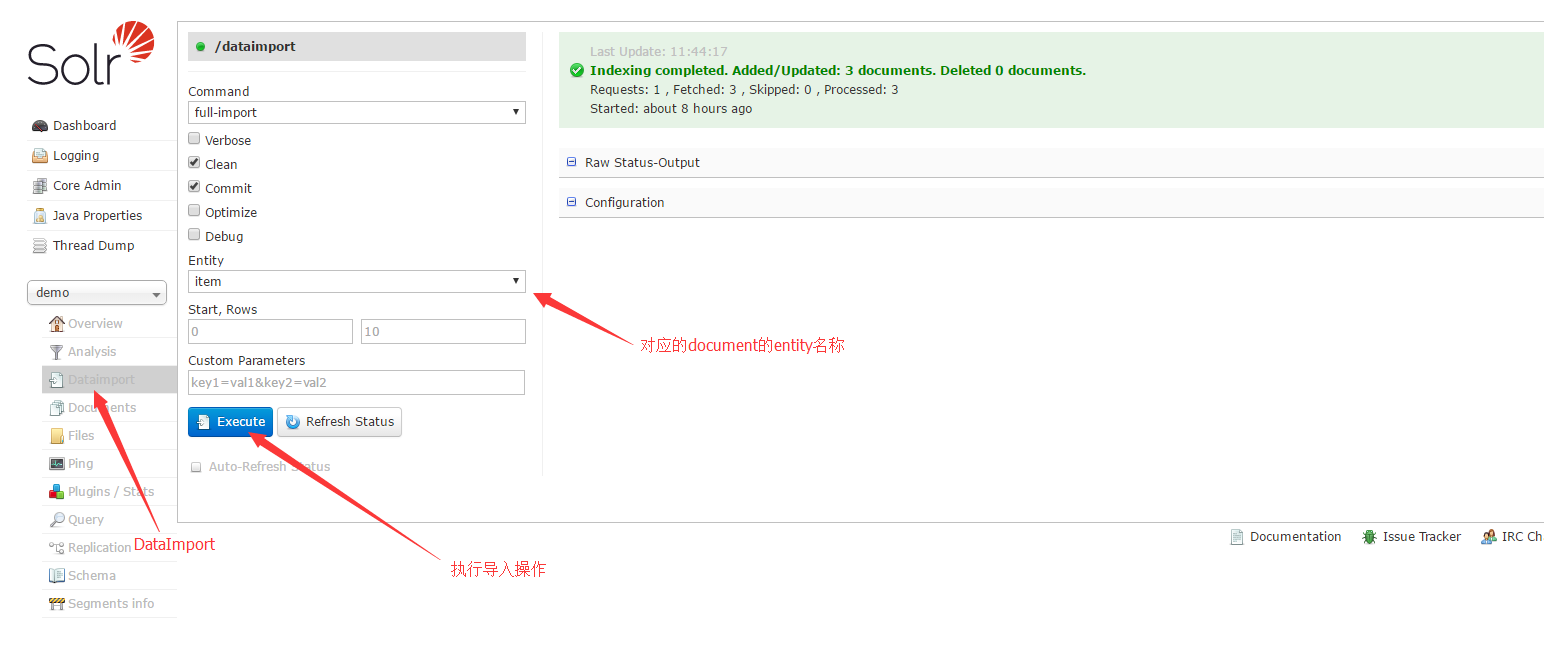 Solr
Dashboard
Logging
Core Admin
Java Properties
Thread Dump
demo
Overview
Analysis
Dataimport
Documents
Files
Ping
Plugins / Stats
Query
Replication
Schema
Segments info
DataImport
/dataimport
Command
full-import
Verbose
Clean
Commit
Optimize
Debug
Entity
item
Start, Rows
0
10
Custom Parameters
key1=val1&key2=val2
Execute
Refresh Status
Auto-Refresh Status
对应的document的entity名称
执行导入操作
Last Update: 11:44:17
Indexing completed. Added/Updated: 3 documents. Deleted 0 documents.
Requests: 1 , Fetched: 3 , Skipped: 0 , Processed: 3
Started: about 8 hours ago
Raw Status-Output
Configuration
Documentation
Issue Tracker
IRC Ch